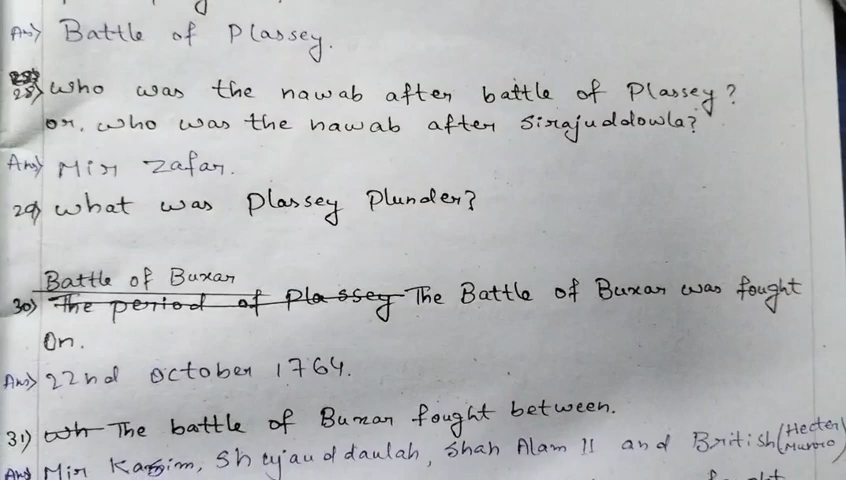 Ans) Battle of Plassey.
28) Who was the nawab after battle of Plassey?
or. who was the nawab after Sirajuddowla?
Ans) Mir Zafar.
29) What was Plassey Plunder?
Battle of Buxar
30) The period of Plassey The Battle of Buxar was fought
On.
Ans) 22nd October 1764.
31) Wh The battle of Buxar fought between.
Ans) Mir Kasim, Shujauddaulah, Shah Alam II and British (Hecter Munro)
fought